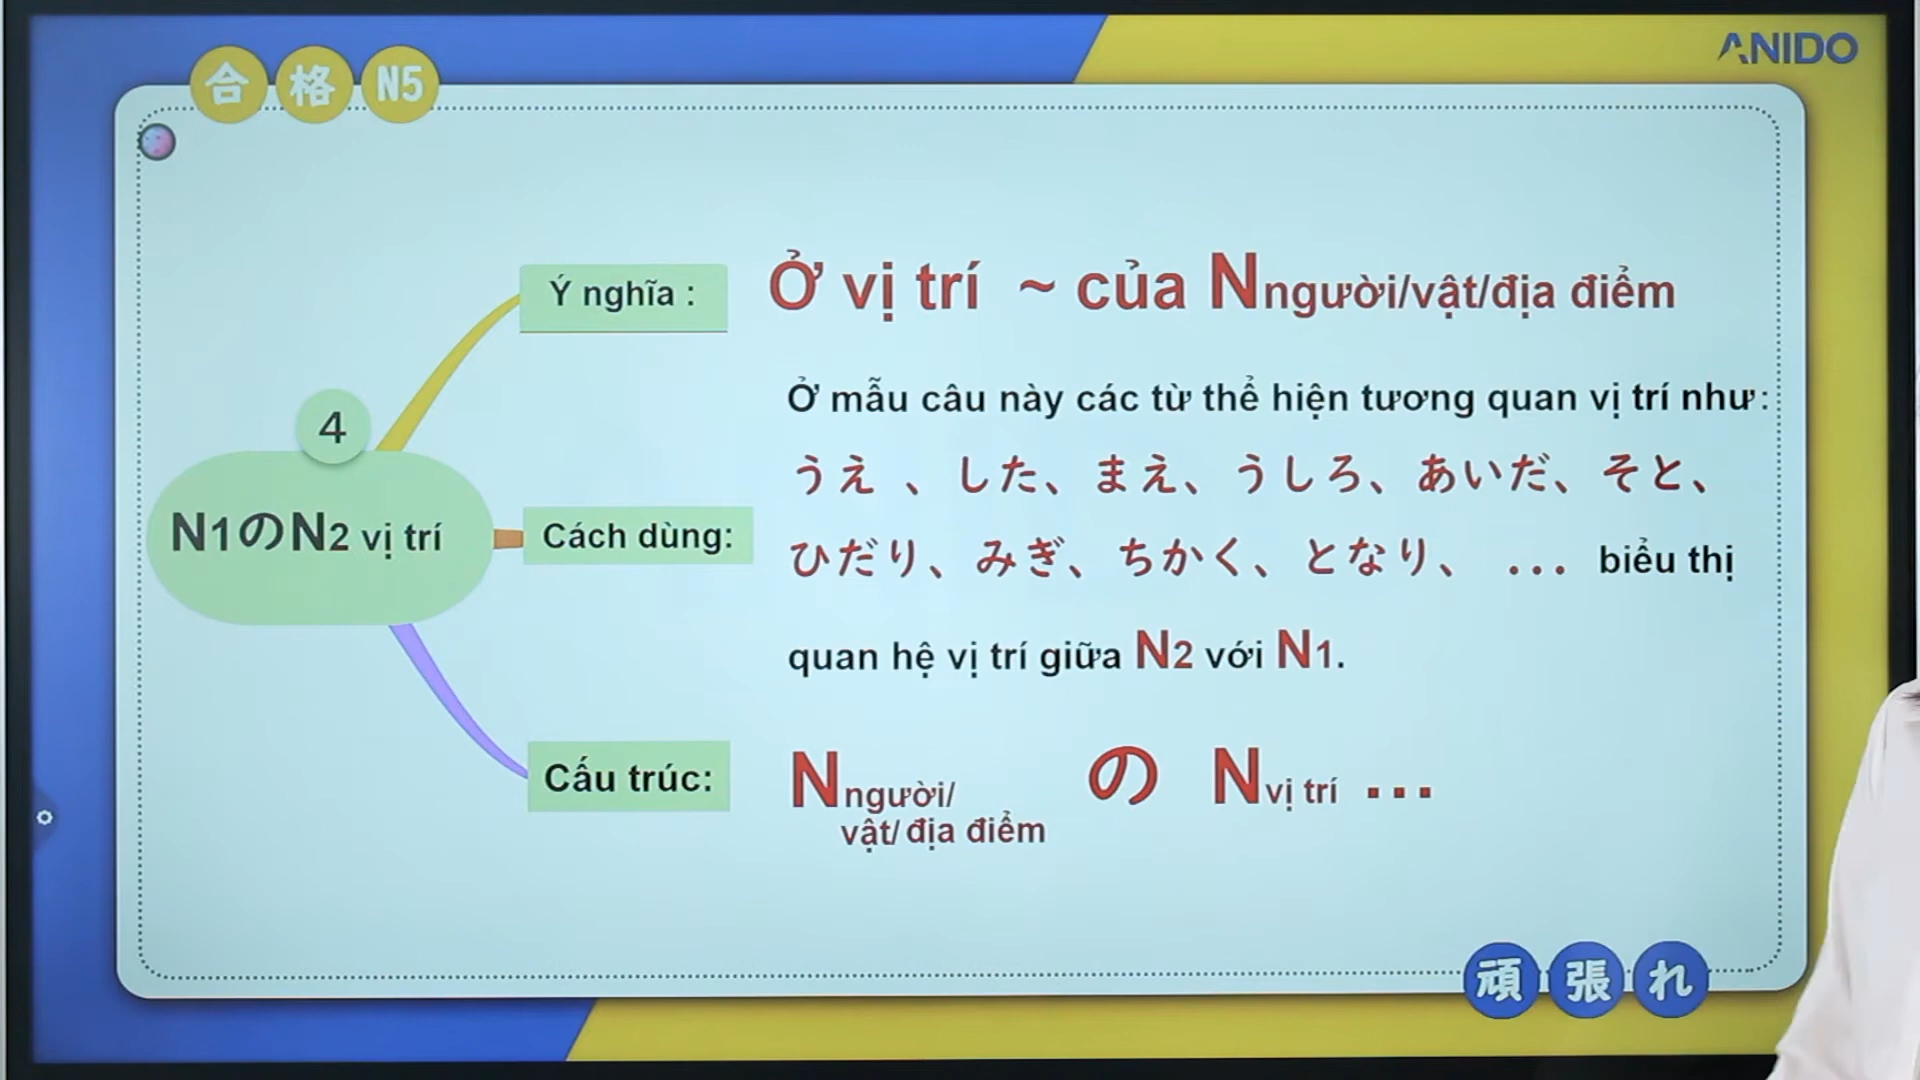 合格N5
ANIDO
Ý nghĩa :
Ở vị trí ~ của Nngười/vật/địa điểm
4
N1のN2 vị trí
Cách dùng:
Ở mẫu câu này các từ thể hiện tương quan vị trí như:
うえ、した、まえ、うしろ、あいだ、そと、
ひだり、みぎ、ちかく、となり、... biểu thị
quan hệ vị trí giữa N2 với N1.
Cấu trúc:
Nngười/ の Nvị trí ...
vật/ địa điểm
頑張れ